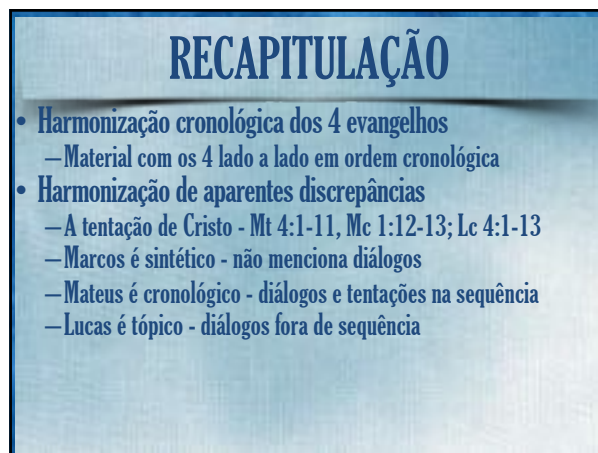 RECAPITULAÇÃO
• Harmonização cronológica dos 4 evangelhos
–Material com os 4 lado a lado em ordem cronológica
• Harmonização de aparentes discrepâncias
–A tentação de Cristo - Mt 4:1-11, Mc 1:12-13; Lc 4:1-13
–Marcos é sintético - não menciona diálogos
–Mateus é cronológico - diálogos e tentações na sequência
–Lucas é tópico - diálogos fora de sequência